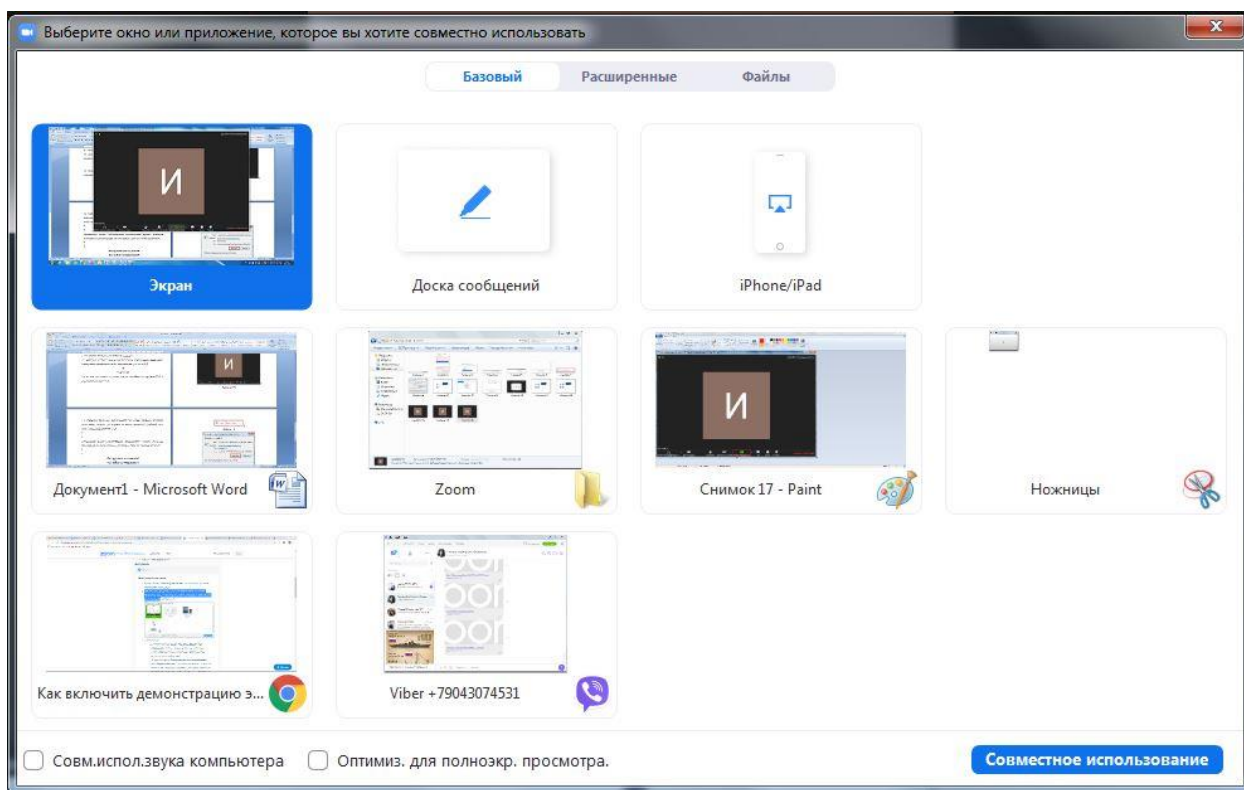 Выберите окно или приложение, которое вы хотите совместно использовать
Базовый Расширенные Файлы
И
Экран Доска сообщений iPhone/iPad
И
И
Документ1 - Microsoft Word Zoom Снимок 17 - Paint Ножницы
Как включить демонстрацию э... Viber +79043074531
Совм.испол.звука компьютера Оптимиз. для полноэкр. просмотра. Совместное использование